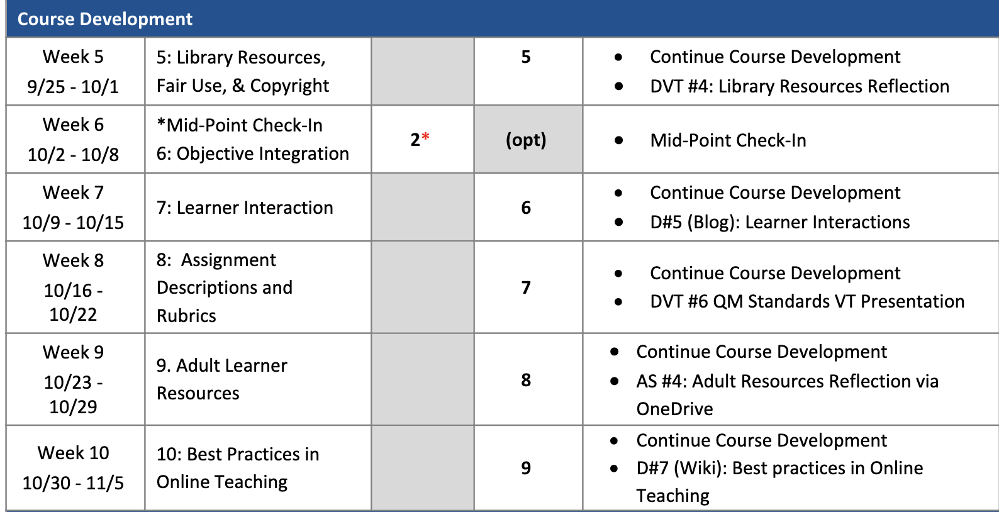 Course Development
Week 5
9/25 - 10/1
5: Library Resources,
Fair Use, & Copyright
5
● Continue Course Development
● DVT #4: Library Resources Reflection
Week 6
10/2 - 10/8
*Mid-Point Check-In
6: Objective Integration
2*
(opt)
● Mid-Point Check-In
Week 7
10/9 - 10/15
7: Learner Interaction
6
● Continue Course Development
● D#5 (Blog): Learner Interactions
Week 8
10/16 -
10/22
8:  Assignment
Descriptions and
Rubrics
7
● Continue Course Development
● DVT #6 QM Standards VT Presentation
Week 9
10/23 -
10/29
9. Adult Learner
Resources
8
● Continue Course Development
● AS #4: Adult Resources Reflection via
OneDrive
Week 10
10/30 - 11/5
10: Best Practices in
Online Teaching
9
● Continue Course Development
● D#7 (Wiki): Best practices in Online
Teaching